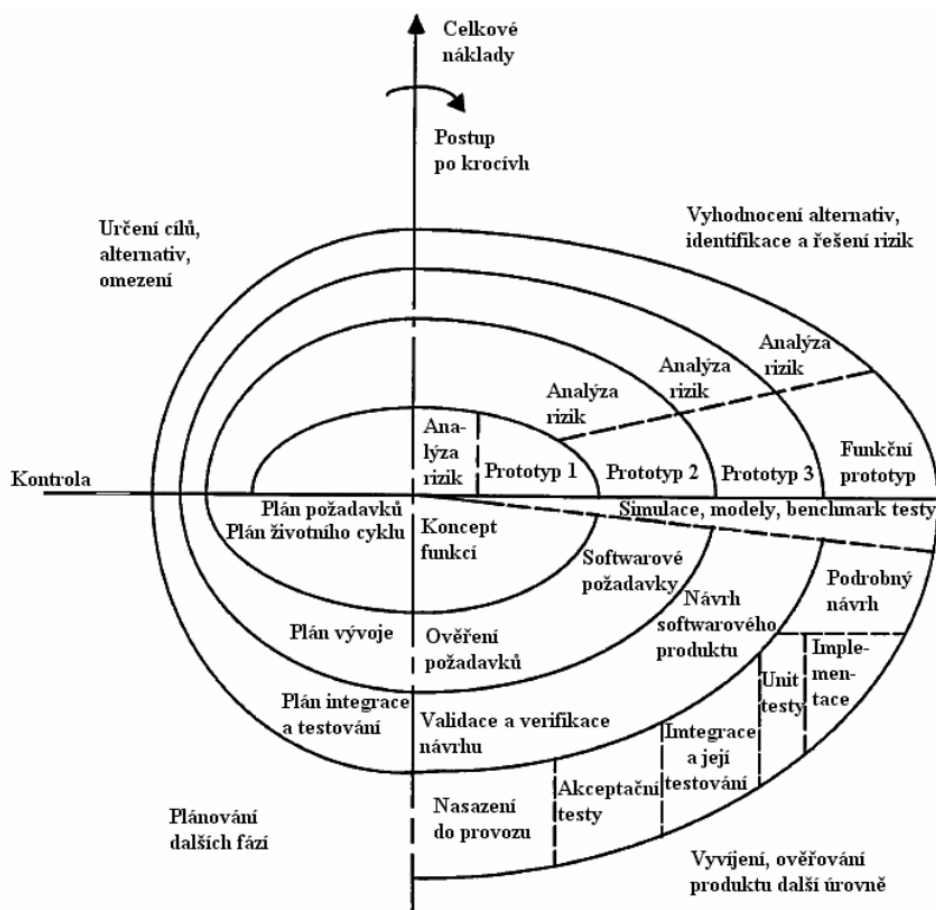 Celkové
náklady
Postup
po krocívh
Určení cílů,
alternativ,
omezení
Vyhodnocení alternativ,
identifikace a řešení rizik
Analýza
rizik
Analýza
rizik
Analýza
rizik
Ana-
lýza
rizik
Prototyp 1
Prototyp 2
Prototyp 3
Funkční
prototyp
Kontrola
Plán požadavků
Plán životního cyklu
Koncept
funkcí
Simulace, modely, benchmark testy
Softwarové
požadavky
Návrh
softwarového
produktu
Podrobný
návrh
Plán vývoje
Ověření
požadavků
Imple-
men-
tace
Unit
testy
Plán integrace
a testování
Validace a verifikace
návrhu
Imtegrace
a její
testování
Akceptační
testy
Nasazení
do provozu
Plánování
dalších fází
Vyvíjení, ověřování
produktu další úrovně